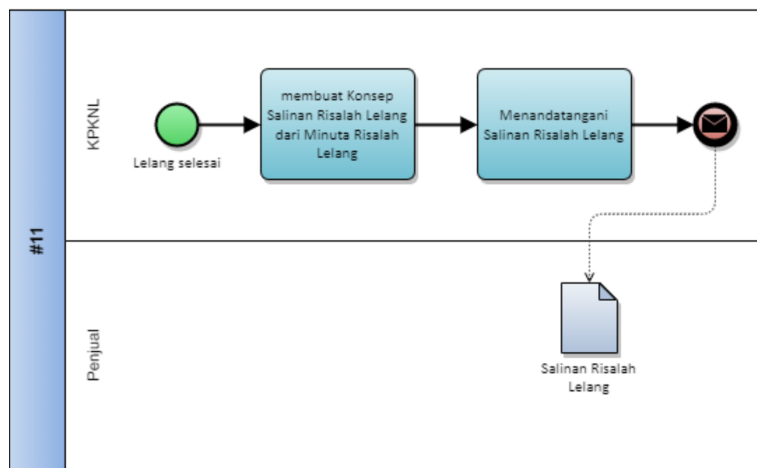 #11
KPKNL
Lelang selesai
membuat Konsep
Salinan Risalah Lelang
dari Minuta Risalah
Lelang
Menandatangani
Salinan Risalah Lelang
Penjual
Salinan Risalah
Lelang